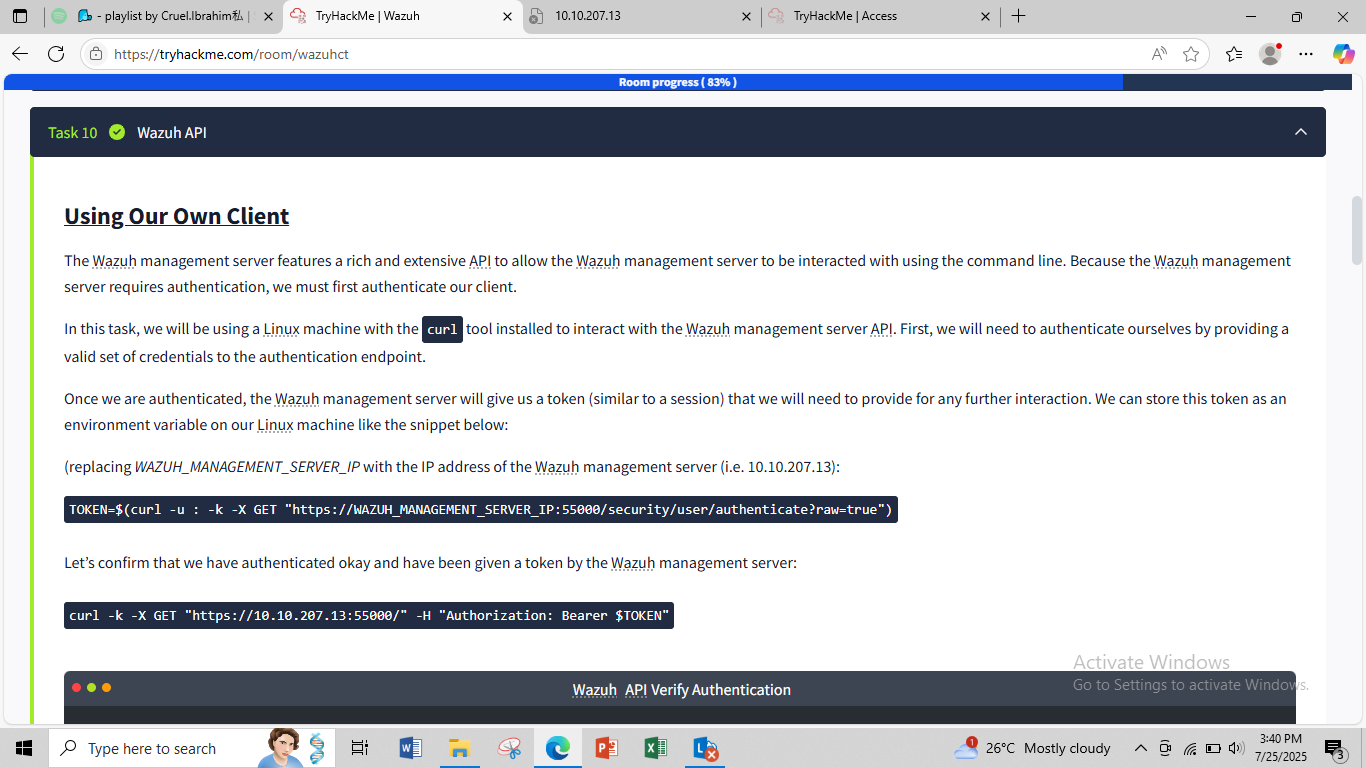 - playlist by Cruel.Ibrahim私 |
TryHackMe | Wazuh
10.10.207.13
TryHackMe | Access
https://tryhackme.com/room/wazuhct
Room progress ( 83% )
Task 10 Wazuh API
Using Our Own Client
The Wazuh management server features a rich and extensive API to allow the Wazuh management server to be interacted with using the command line. Because the Wazuh management
server requires authentication, we must first authenticate our client.
In this task, we will be using a Linux machine with the curl tool installed to interact with the Wazuh management server API. First, we will need to authenticate ourselves by providing a
valid set of credentials to the authentication endpoint.
Once we are authenticated, the Wazuh management server will give us a token (similar to a session) that we will need to provide for any further interaction. We can store this token as an
environment variable on our Linux machine like the snippet below:
(replacing WAZUH_MANAGEMENT_SERVER_IP with the IP address of the Wazuh management server (i.e. 10.10.207.13):
TOKEN=$(curl -u : -k -X GET "https://WAZUH_MANAGEMENT_SERVER_IP:55000/security/user/authenticate?raw=true")
Let’s confirm that we have authenticated okay and have been given a token by the Wazuh management server:
curl -k -X GET "https://10.10.207.13:55000/" -H "Authorization: Bearer $TOKEN"
Wazuh API Verify Authentication
Activate Windows
Go to Settings to activate Windows.
Type here to search
1
26°C Mostly cloudy
3:40 PM
7/25/2025
3